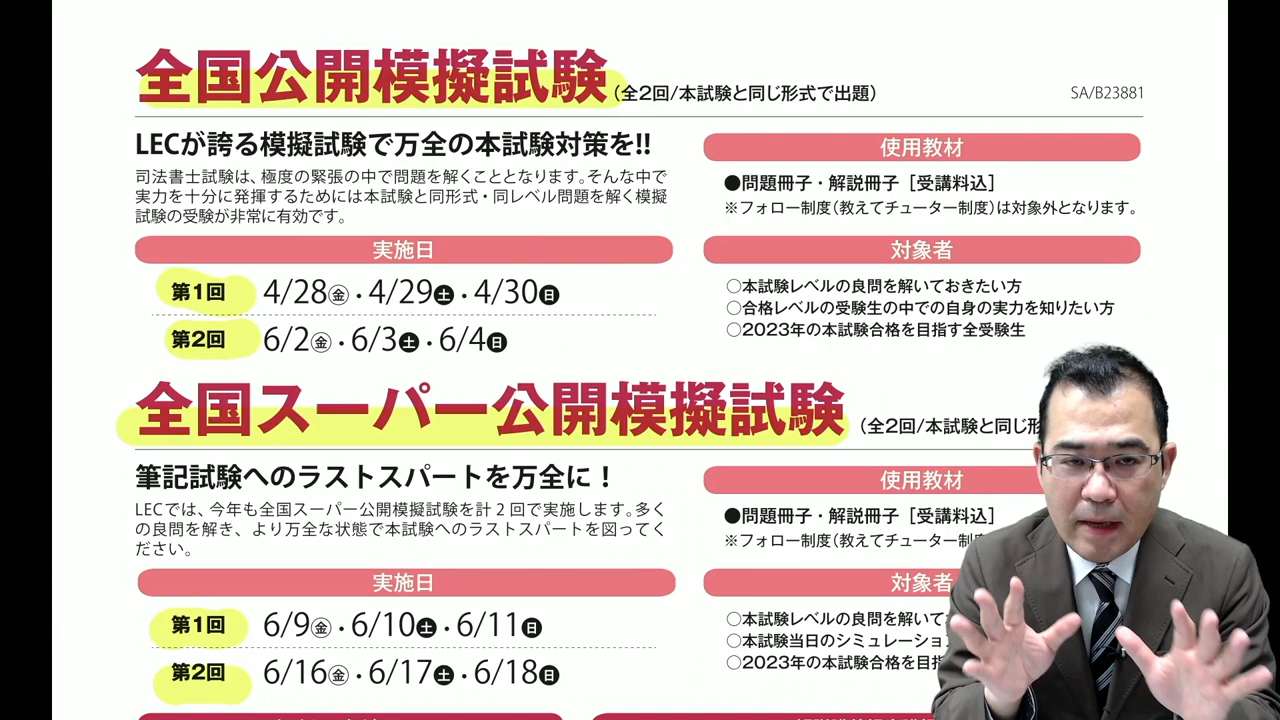 全国公開模擬試験(全2回/本試験と同じ形式で出題)
SA/B23881
LECが誇る模擬試験で万全の本試験対策を!!
司法書士試験は、極度の緊張の中で問題を解くこととなります。そんな中で
実力を十分に発揮するためには本試験と同形式・同レベル問題を解く模擬
試験の受験が非常に有効です。
実施日
第1回 4/28㊎・4/29土・4/30日
第2回 6/2㊎・6/3土・6/4日
使用教材
●問題冊子・解説冊子[受講料込]
※フォロー制度(教えてチューター制度)は対象外となります。
対象者
○本試験レベルの良問を解いておきたい方
○合格レベルの受験生の中での自身の実力を知りたい方
○2023年の本試験合格を目指す全受験生
全国スーパー公開模擬試験(全2回/本試験と同じ形
筆記試験へのラストスパートを万全に!
LECでは、今年も全国スーパー公開模擬試験を計2回で実施します。多く
の良問を解き、より万全な状態で本試験へのラストスパートを図ってく
ださい。
実施日
第1回 6/9㊎・6/10土・6/11日
第2回 6/16㊎・6/17土・6/18日
使用教材
●問題冊子・解説冊子[受講料込]
※フォロー制度(教えてチューター制
対象者
○本試験レベルの良問を解いて
○本試験当日のシミュレーショ
○2023年の本試験合格を目